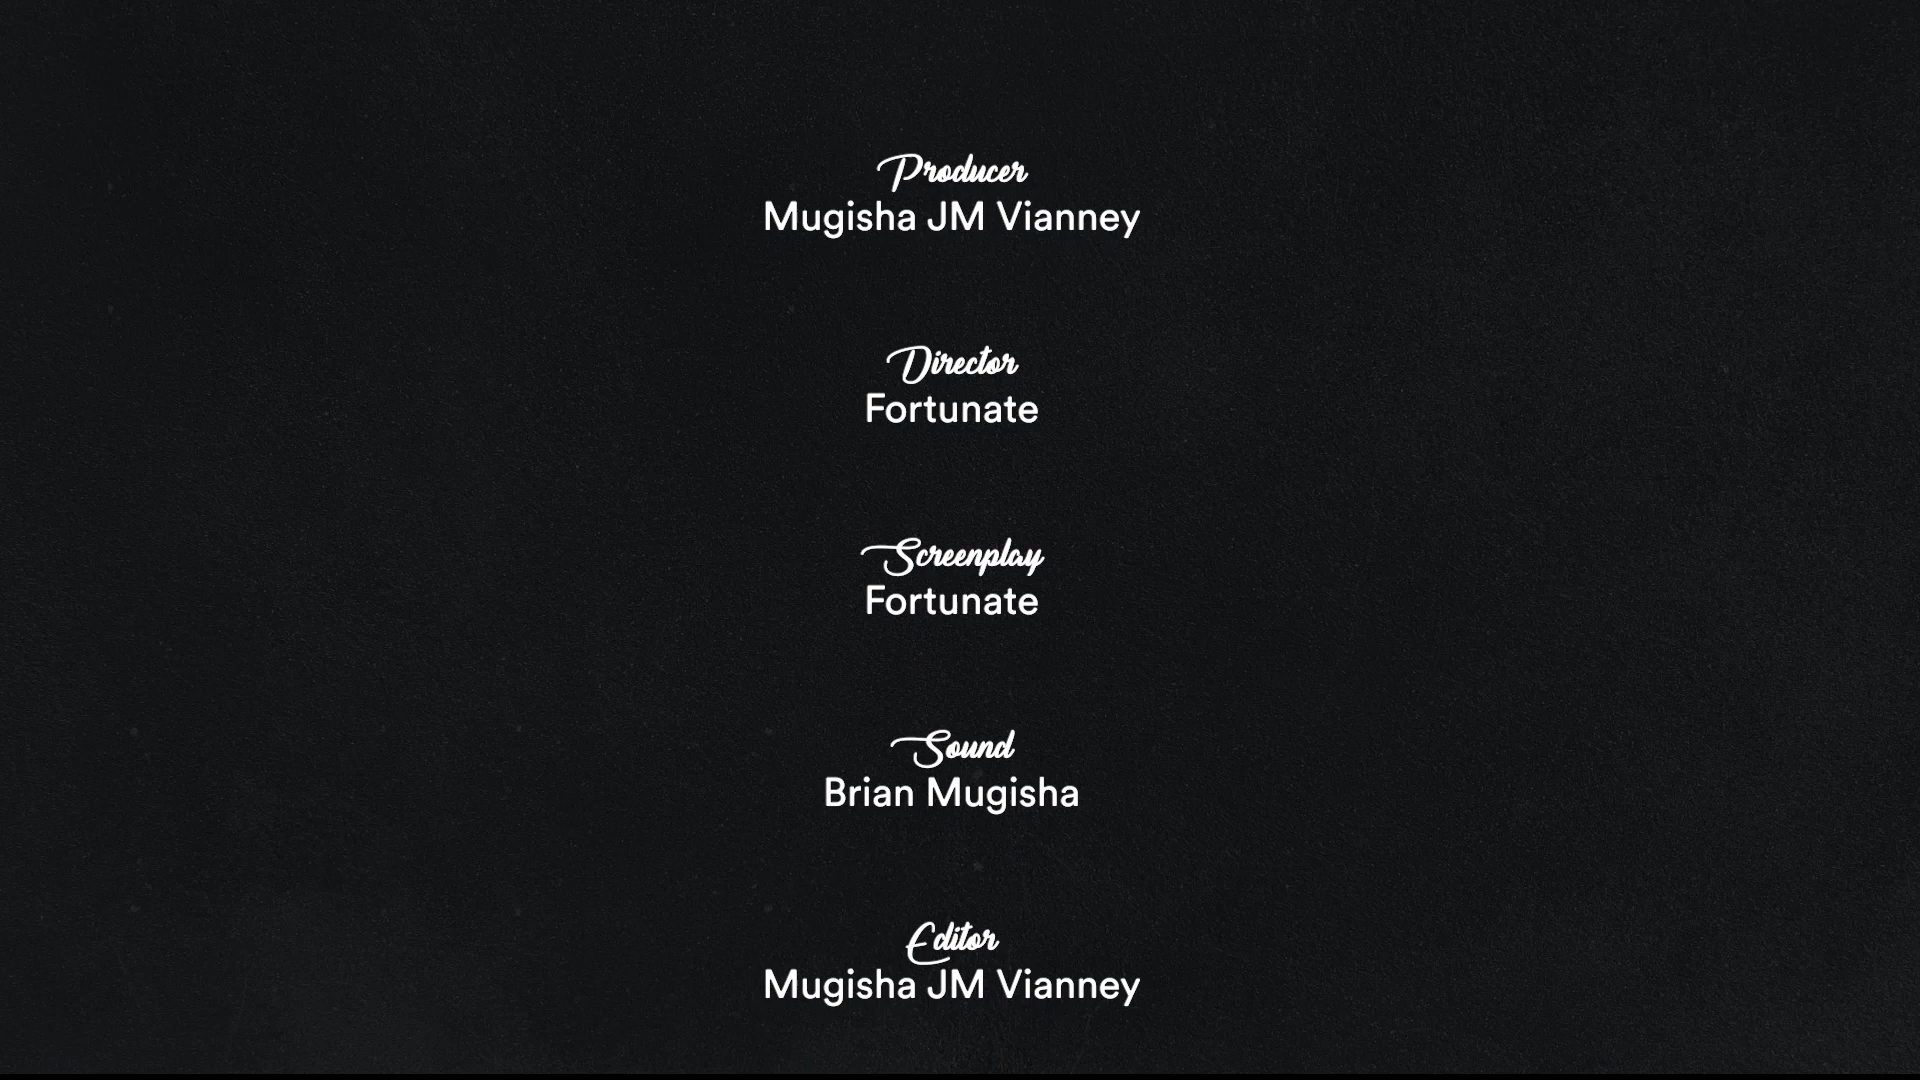 Producer
Mugisha JM Vianney
Director
Fortunate
Screenplay
Fortunate
Sound
Brian Mugisha
Editor
Mugisha JM Vianney